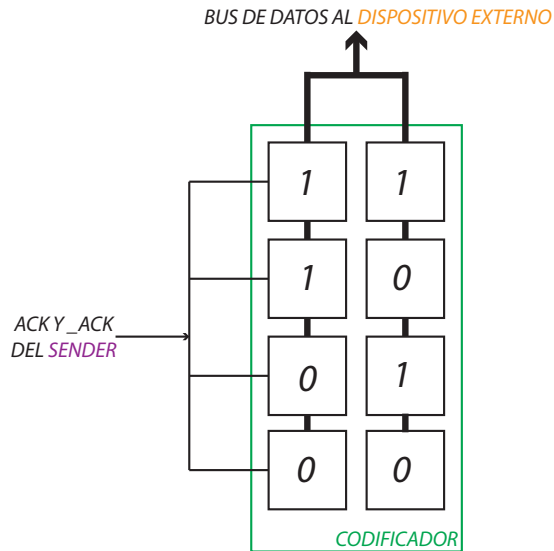 BUS DE DATOS AL DISPOSITIVO EXTERNO
1 1
1 0
ACK Y _ACK
DEL SENDER
0 1
0 0
CODIFICADOR